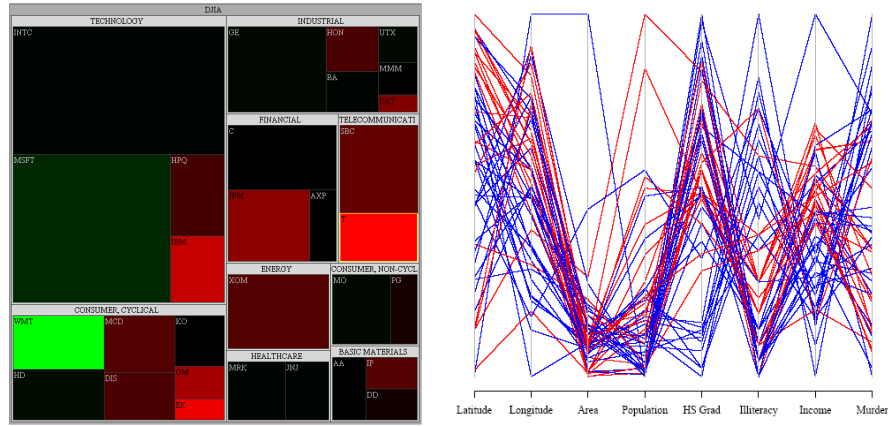 DJIA
TECHNOLOGY
INDUSTRIAL
INTC
GE
HON
UTX
BA
MMM
CAT
FINANCIAL
TELECOMMUNICATI
C
SBC
MSFT
HPQ
JPM
AXP
T
IBM
ENERGY
CONSUMER, NON-CYCL
XOM
MO
PG
CONSUMER, CYCLICAL
WMT
MCD
KO
HEALTHCARE
BASIC MATERIALS
MRK
JNJ
AA
IP
GM
HD
DIS
DD
EK
Latitude
Longitude
Area
Population
HS Grad
Illiteracy
Income
Murder